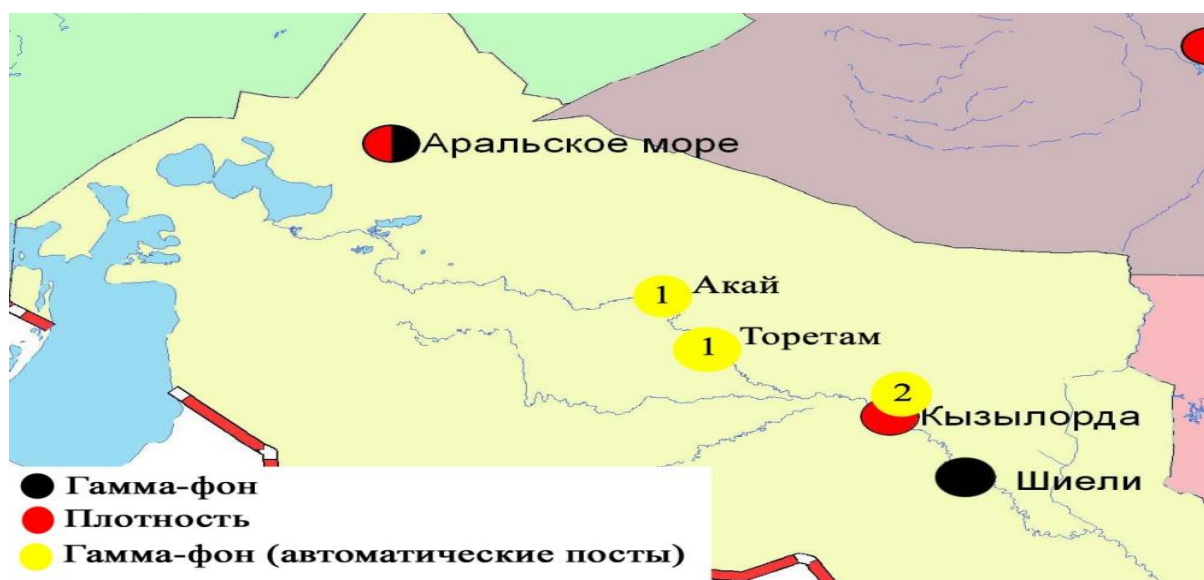 Аральское море
1 Акай
1 Торетам
2
Кызылорда
Шиели
Гамма-фон
Плотность
Гамма-фон (автоматические посты)